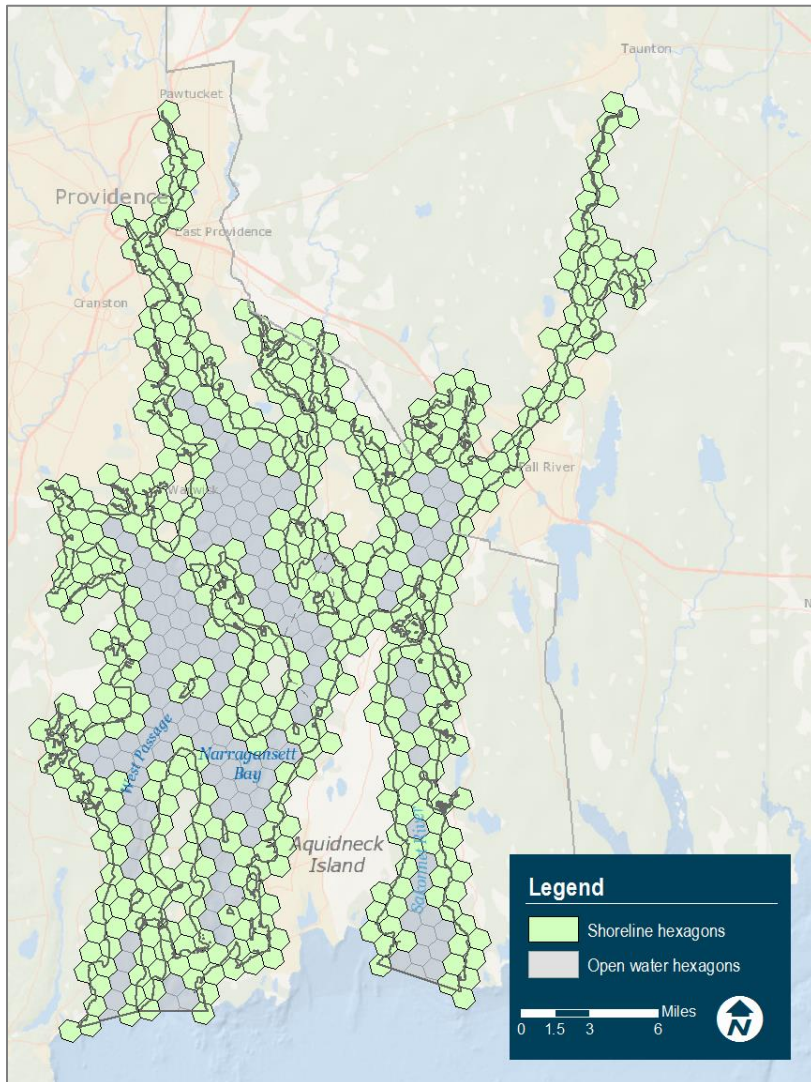 Taunton
Pawtucket
Providence
East Providence
Cranston
Fall River
Warwick
West Passage
Narragansett
Bay
Aquidneck
Island
Sakonnet River
Legend
Shoreline hexagons
Open water hexagons
Miles
0 1.5 3 6
N